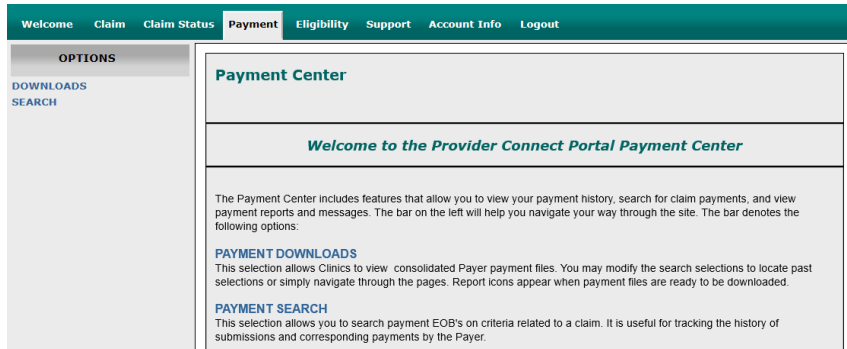 Welcome Claim Claim Status Payment Eligibility Support Account Info Logout
OPTIONS
DOWNLOADS
SEARCH
Payment Center
Welcome to the Provider Connect Portal Payment Center
The Payment Center includes features that allow you to view your payment history, search for claim payments, and view
payment reports and messages. The bar on the left will help you navigate your way through the site. The bar denotes the
following options:
PAYMENT DOWNLOADS
This selection allows Clinics to view consolidated Payer payment files. You may modify the search selections to locate past
selections or simply navigate through the pages. Report icons appear when payment files are ready to be downloaded.
PAYMENT SEARCH
This selection allows you to search payment EOB's on criteria related to a claim. It is useful for tracking the history of
submissions and corresponding payments by the Payer.